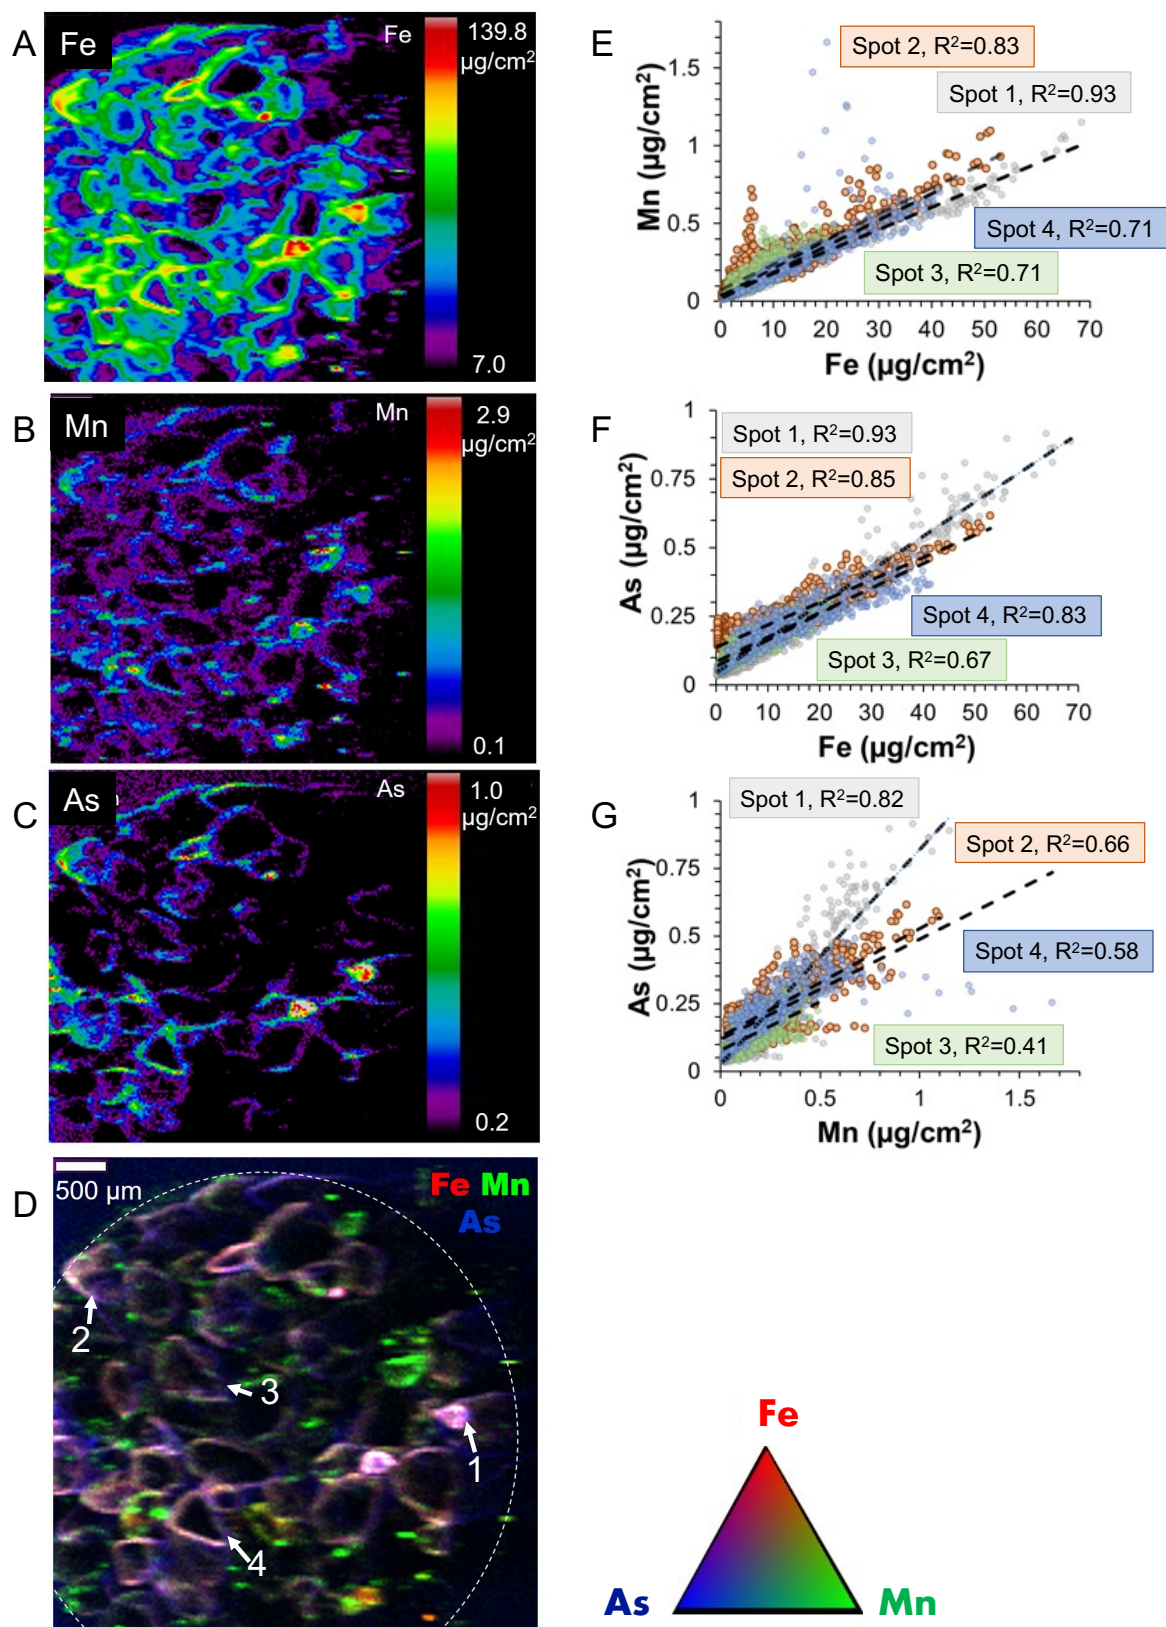 A
Fe
Fe
139.8
µg/cm²
7.0
B
Mn
Mn
2.9
µg/cm²
0.1
C
As
As
1.0
µg/cm²
0.2
D
500 µm
Fe Mn
As
1
2
3
4
E
Spot 2, R²=0.83
Spot 1, R²=0.93
Spot 4, R²=0.71
Spot 3, R²=0.71
Mn (µg/cm²)
1.5
1
0.5
0
0 10 20 30 40 50 60 70
Fe (µg/cm²)
F
Spot 1, R²=0.93
Spot 2, R²=0.85
Spot 4, R²=0.83
Spot 3, R²=0.67
As (µg/cm²)
1
0.75
0.5
0.25
0
0 10 20 30 40 50 60 70
Fe (µg/cm²)
G
Spot 1, R²=0.82
Spot 2, R²=0.66
Spot 4, R²=0.58
Spot 3, R²=0.41
As (µg/cm²)
1
0.75
0.5
0.25
0
0 0.5 1 1.5
Mn (µg/cm²)
Fe
As Mn